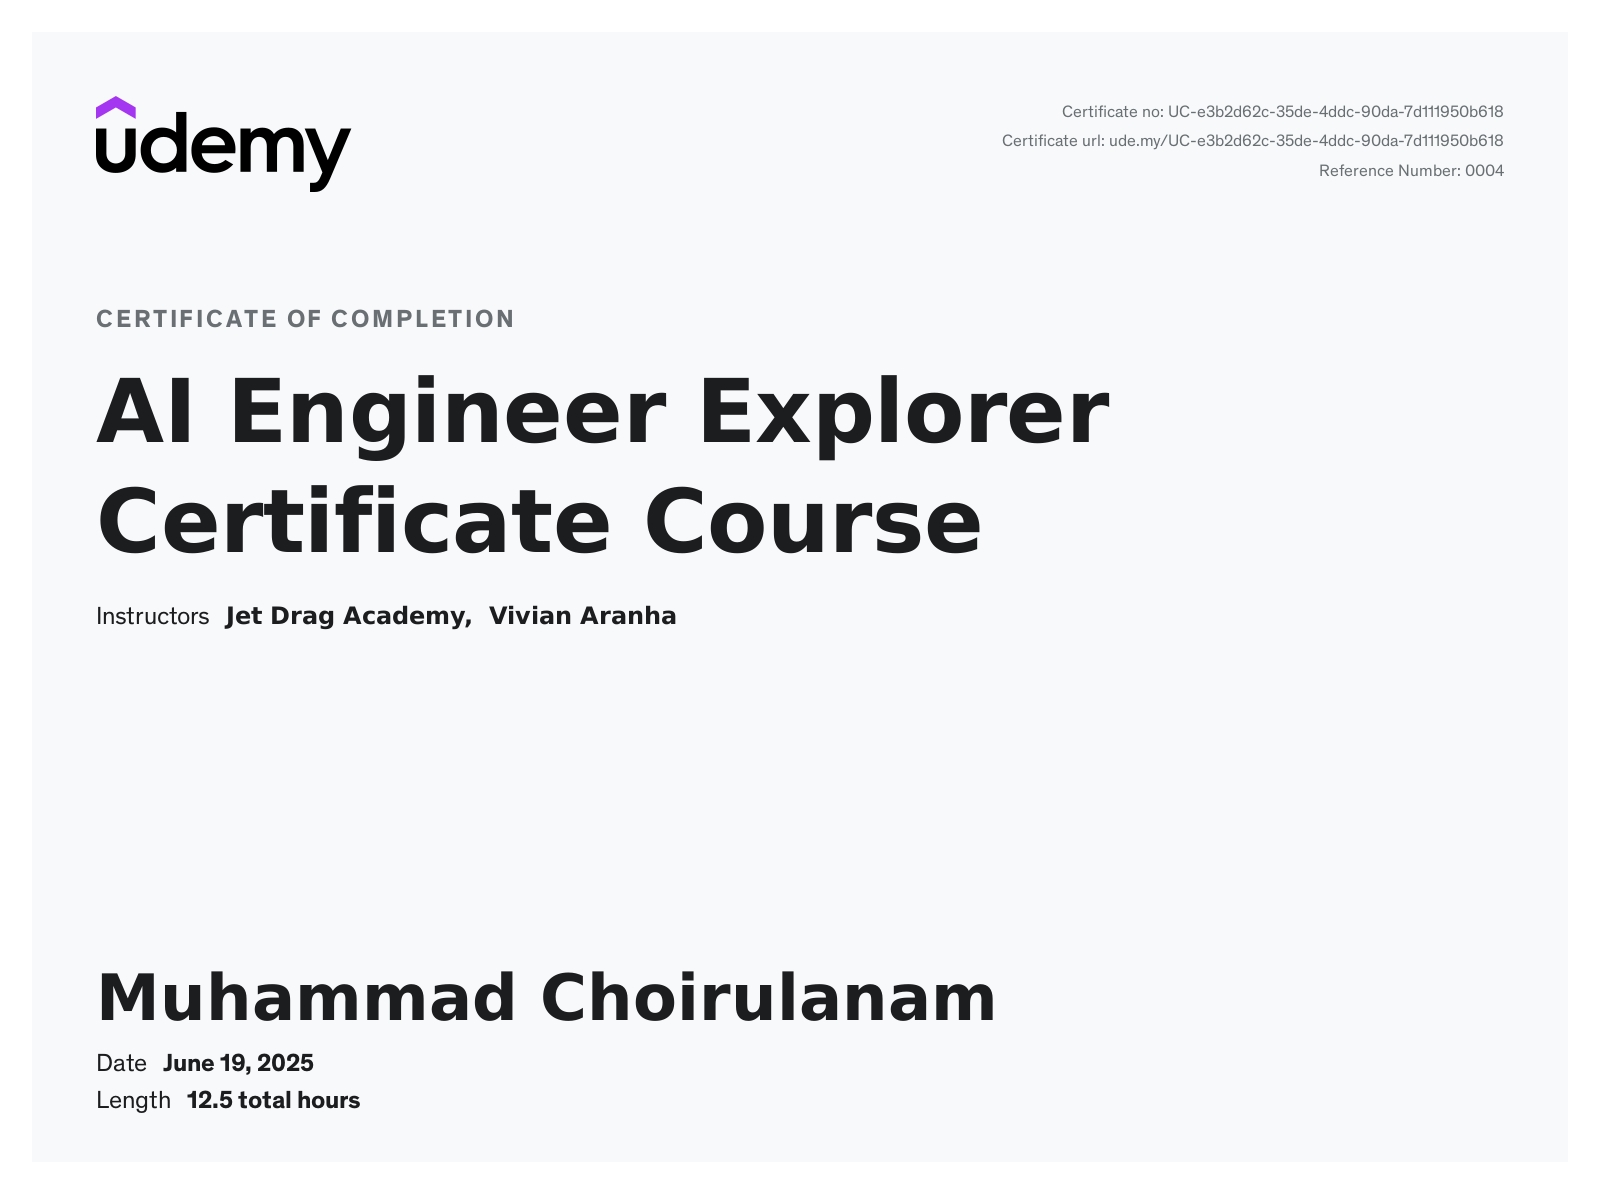 udemy
Certificate no: UC-e3b2d62c-35de-4ddc-90da-7d111950b618
Certificate url: ude.my/UC-e3b2d62c-35de-4ddc-90da-7d111950b618
Reference Number: 0004
CERTIFICATE OF COMPLETION
AI Engineer Explorer
Certificate Course
Instructors Jet Drag Academy, Vivian Aranha
Muhammad Choirulanam
Date June 19, 2025
Length 12.5 total hours